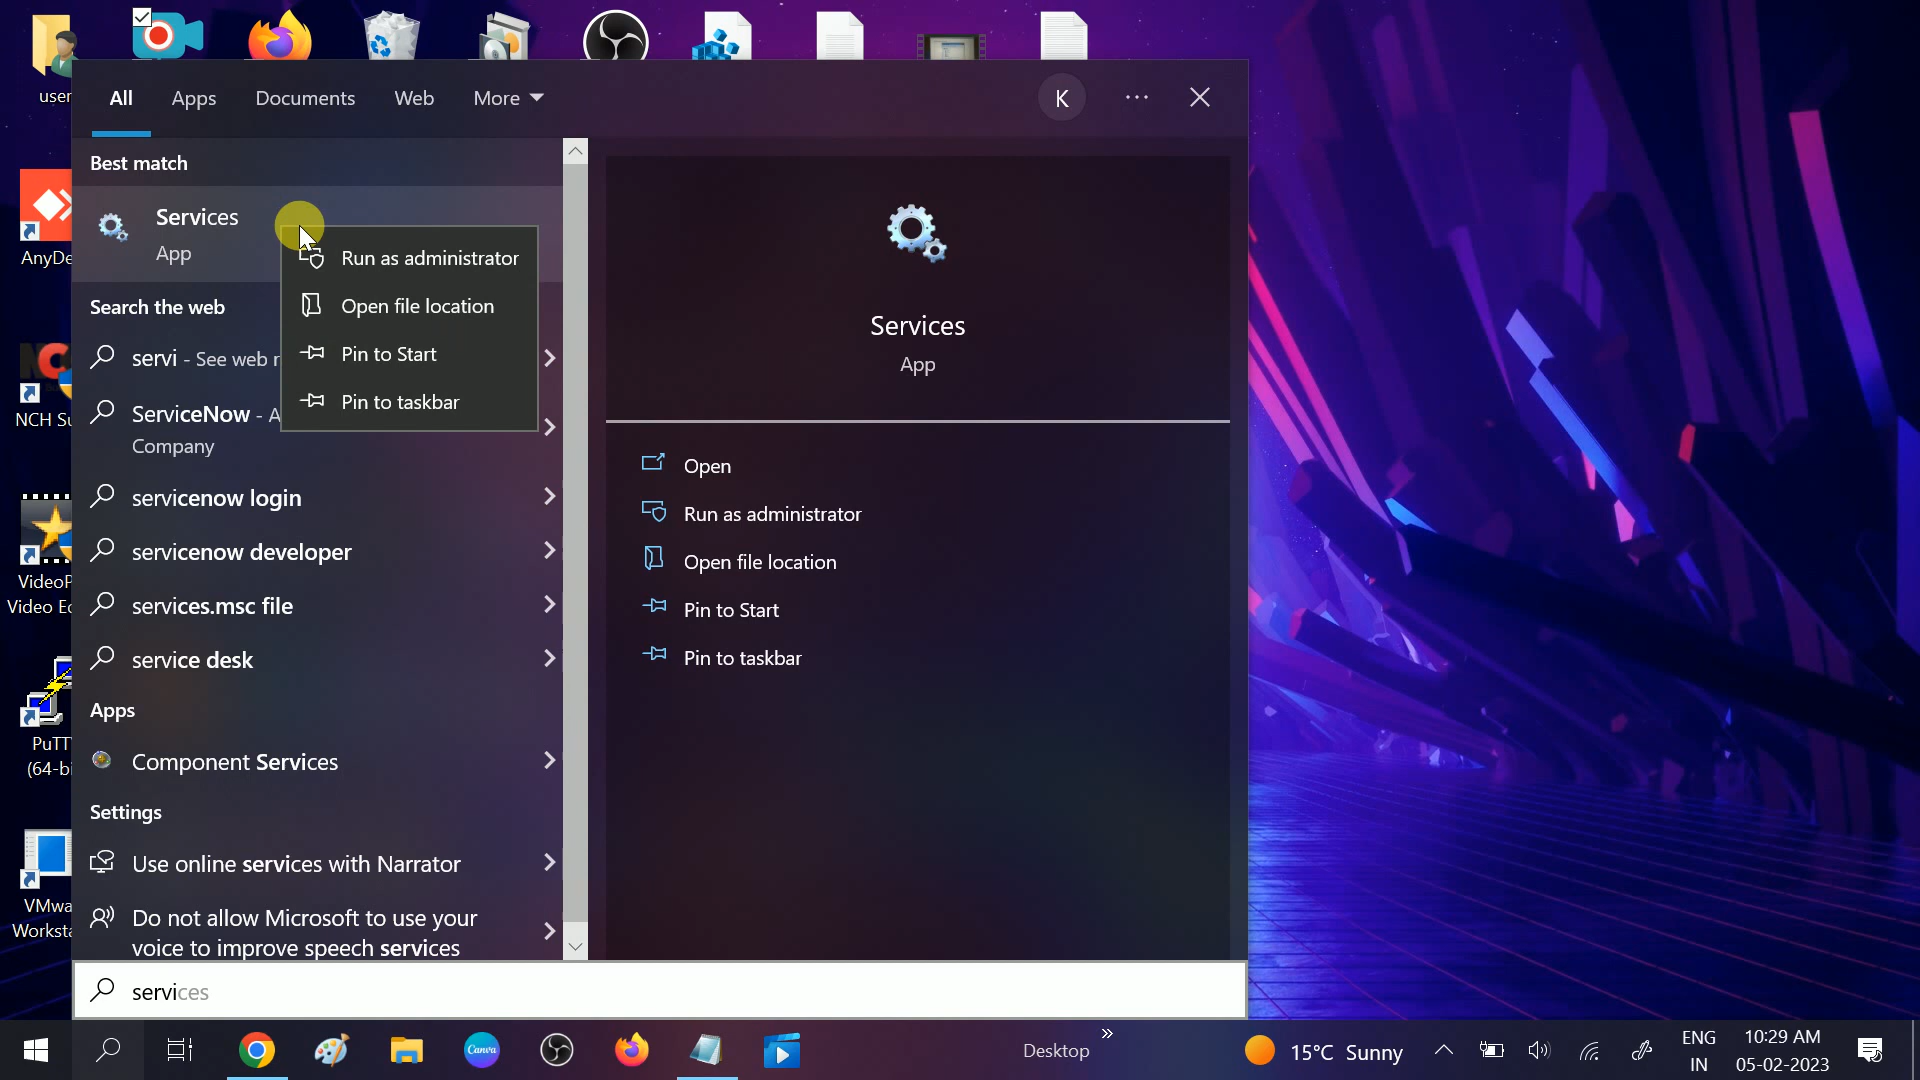 user
AnyDe
NCH Su
VideoP
Video Ed
PuTT
(64-bi
VMwa
Worksta
All
Apps
Documents
Web
More
K
Best match
Services
App
Run as administrator
Open file location
Pin to Start
Pin to taskbar
Search the web
servi - See web r
ServiceNow - A
Company
servicenow login
servicenow developer
services.msc file
service desk
Apps
Component Services
Settings
Use online services with Narrator
Do not allow Microsoft to use your
voice to improve speech services
Services
App
Open
Run as administrator
Open file location
Pin to Start
Pin to taskbar
services
Canva
Desktop
15°C Sunny
ENG
IN
10:29 AM
05-02-2023